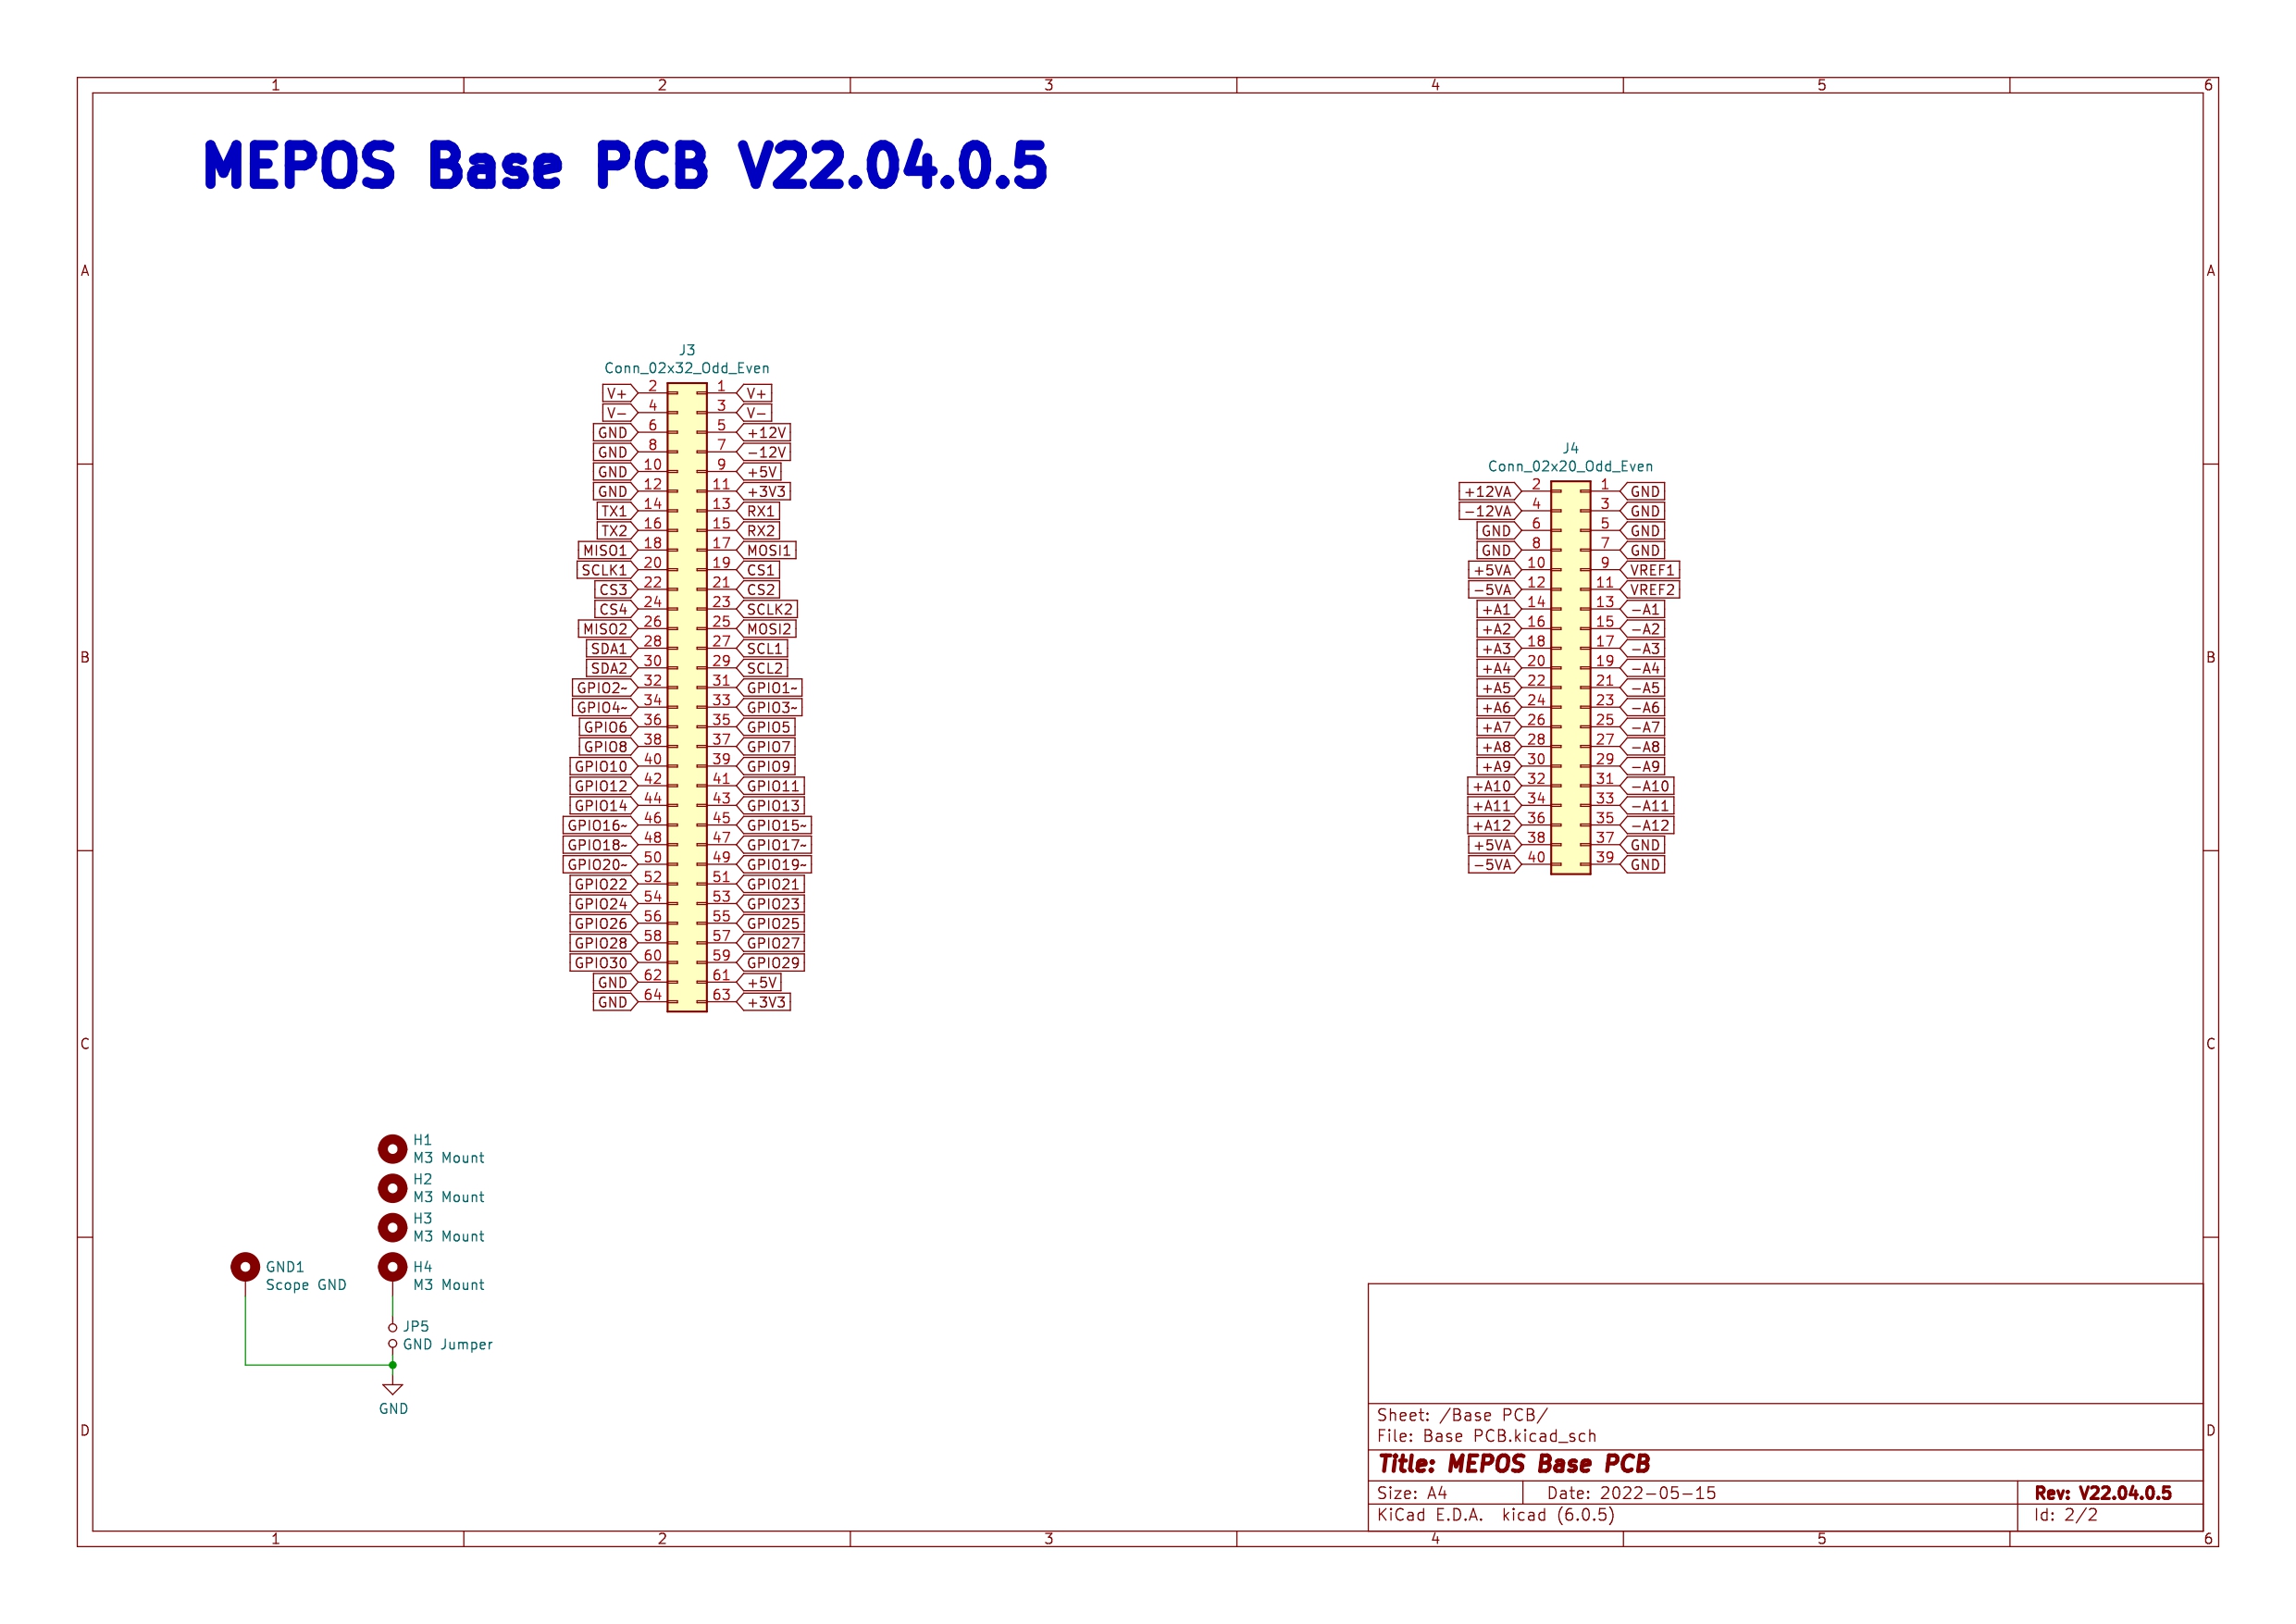 1 2 3 4 5 6
MEPOS Base PCB V22.04.0.5
A A
J3
Conn_02x32_Odd_Even
V+ 2 1 V+
V- 4 3 V-
GND 6 5 +12V
GND 8 7 -12V
GND 10 9 +5V
GND 12 11 +3V3
TX1 14 13 RX1
TX2 16 15 RX2
MISO1 18 17 MOSI1
SCLK1 20 19 CS1
CS3 22 21 CS2
CS4 24 23 SCLK2
MISO2 26 25 MOSI2
SDA1 28 27 SCL1
SDA2 30 29 SCL2
GPIO2~ 32 31 GPIO1~
GPIO4~ 34 33 GPIO3~
GPIO6 36 35 GPIO5
GPIO8 38 37 GPIO7
GPIO10 40 39 GPIO9
GPIO12 42 41 GPIO11
GPIO14 44 43 GPIO13
GPIO16~ 46 45 GPIO15~
GPIO18~ 48 47 GPIO17~
GPIO20~ 50 49 GPIO19~
GPIO22 52 51 GPIO21
GPIO24 54 53 GPIO23
GPIO26 56 55 GPIO25
GPIO28 58 57 GPIO27
GPIO30 60 59 GPIO29
GND 62 61 +5V
GND 64 63 +3V3
J4
Conn_02x20_Odd_Even
+12VA 2 1 GND
-12VA 4 3 GND
GND 6 5 GND
GND 8 7 GND
+5VA 10 9 VREF1
-5VA 12 11 VREF2
+A1 14 13 -A1
+A2 16 15 -A2
+A3 18 17 -A3
+A4 20 19 -A4
+A5 22 21 -A5
+A6 24 23 -A6
+A7 26 25 -A7
+A8 28 27 -A8
+A9 30 29 -A9
+A10 32 31 -A10
+A11 34 33 -A11
+A12 36 35 -A12
+5VA 38 37 GND
-5VA 40 39 GND
B B
C C
H1
M3 Mount
H2
M3 Mount
H3
M3 Mount
GND1
Scope GND
H4
M3 Mount
JP5
GND Jumper
GND
D D
Sheet: /Base PCB/
File: Base PCB.kicad_sch
Title: MEPOS Base PCB
Size: A4 Date: 2022-05-15 Rev: V22.04.0.5
KiCad E.D.A. kicad (6.0.5) Id: 2/2
1 2 3 4 5 6